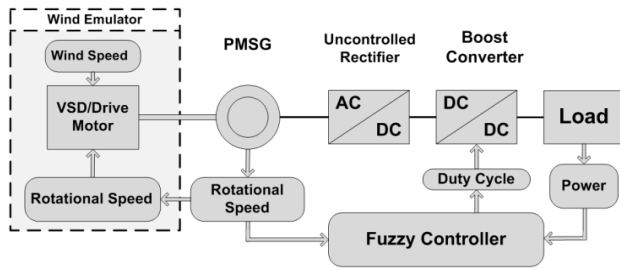 Wind Emulator
Wind Speed
VSD/Drive
Motor
Rotational Speed
PMSG
Rotational
Speed
Uncontrolled
Rectifier
AC
DC
Boost
Converter
DC
DC
Duty Cycle
Load
Power
Fuzzy Controller